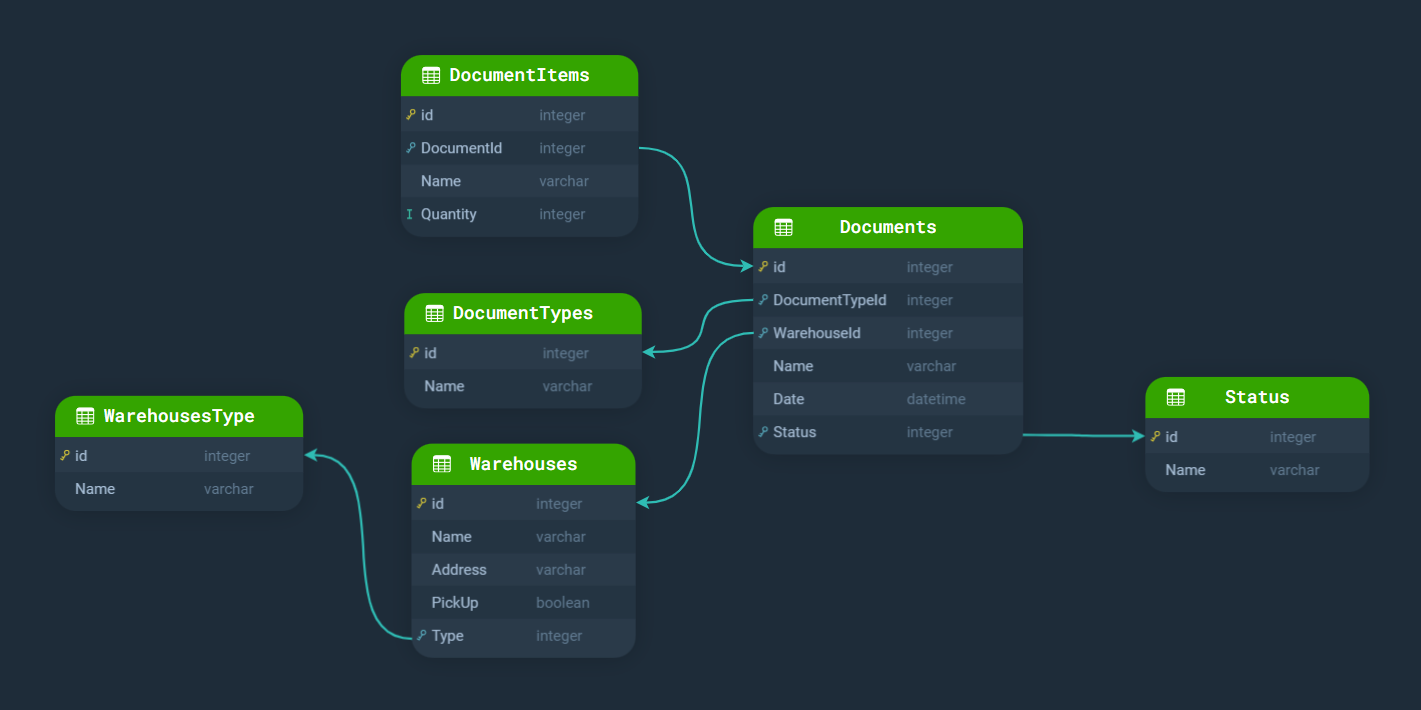 DocumentItems
id integer
DocumentId integer
Name varchar
Quantity integer
Documents
id integer
DocumentTypeId integer
WarehouseId integer
Name varchar
Date datetime
Status integer
DocumentTypes
id integer
Name varchar
Status
id integer
Name varchar
WarehousesType
id integer
Name varchar
Warehouses
id integer
Name varchar
Address varchar
PickUp boolean
Type integer